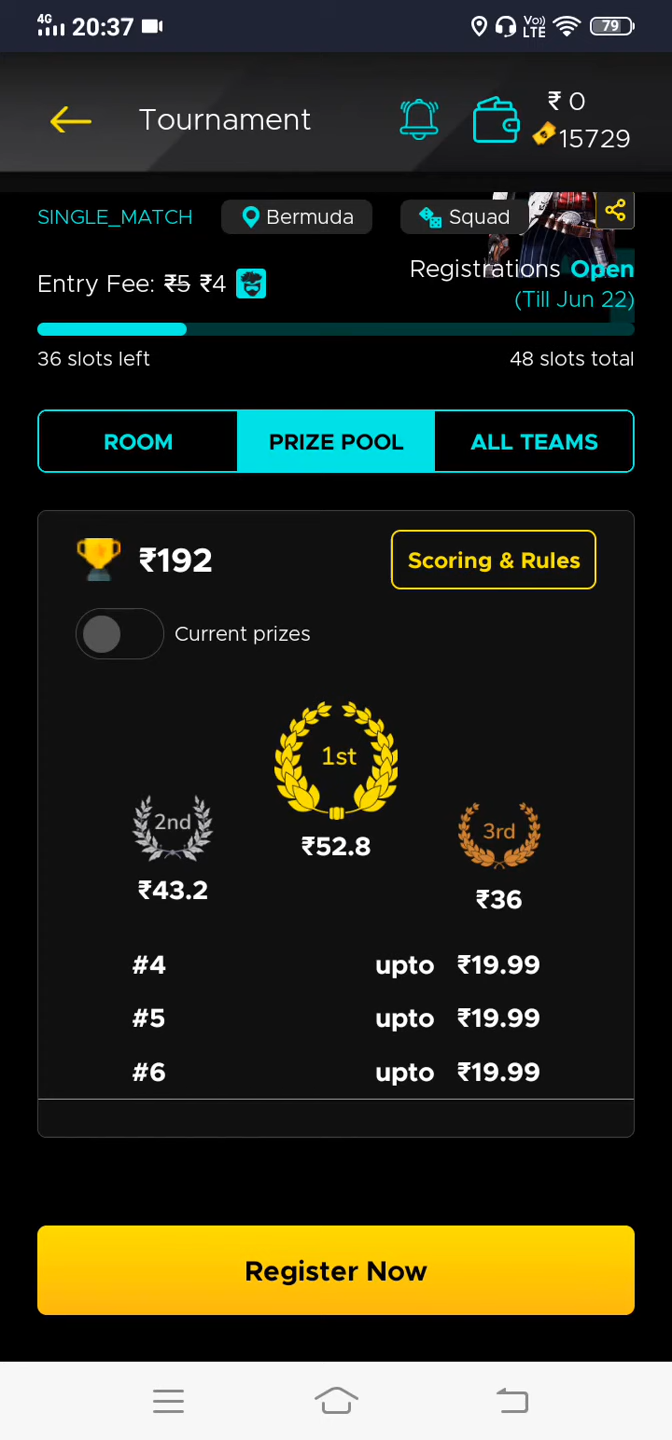 4G 20:37 Vo)) LTE 79
Tournament ₹ 0
15729
SINGLE_MATCH Bermuda Squad
Registrations Open
Entry Fee: ₹5 ₹4
(Till Jun 22)
36 slots left 48 slots total
ROOM PRIZE POOL ALL TEAMS
₹192 Scoring & Rules
Current prizes
1st
2nd 3rd
₹52.8
₹43.2 ₹36
#4 upto ₹19.99
#5 upto ₹19.99
#6 upto ₹19.99
Register Now